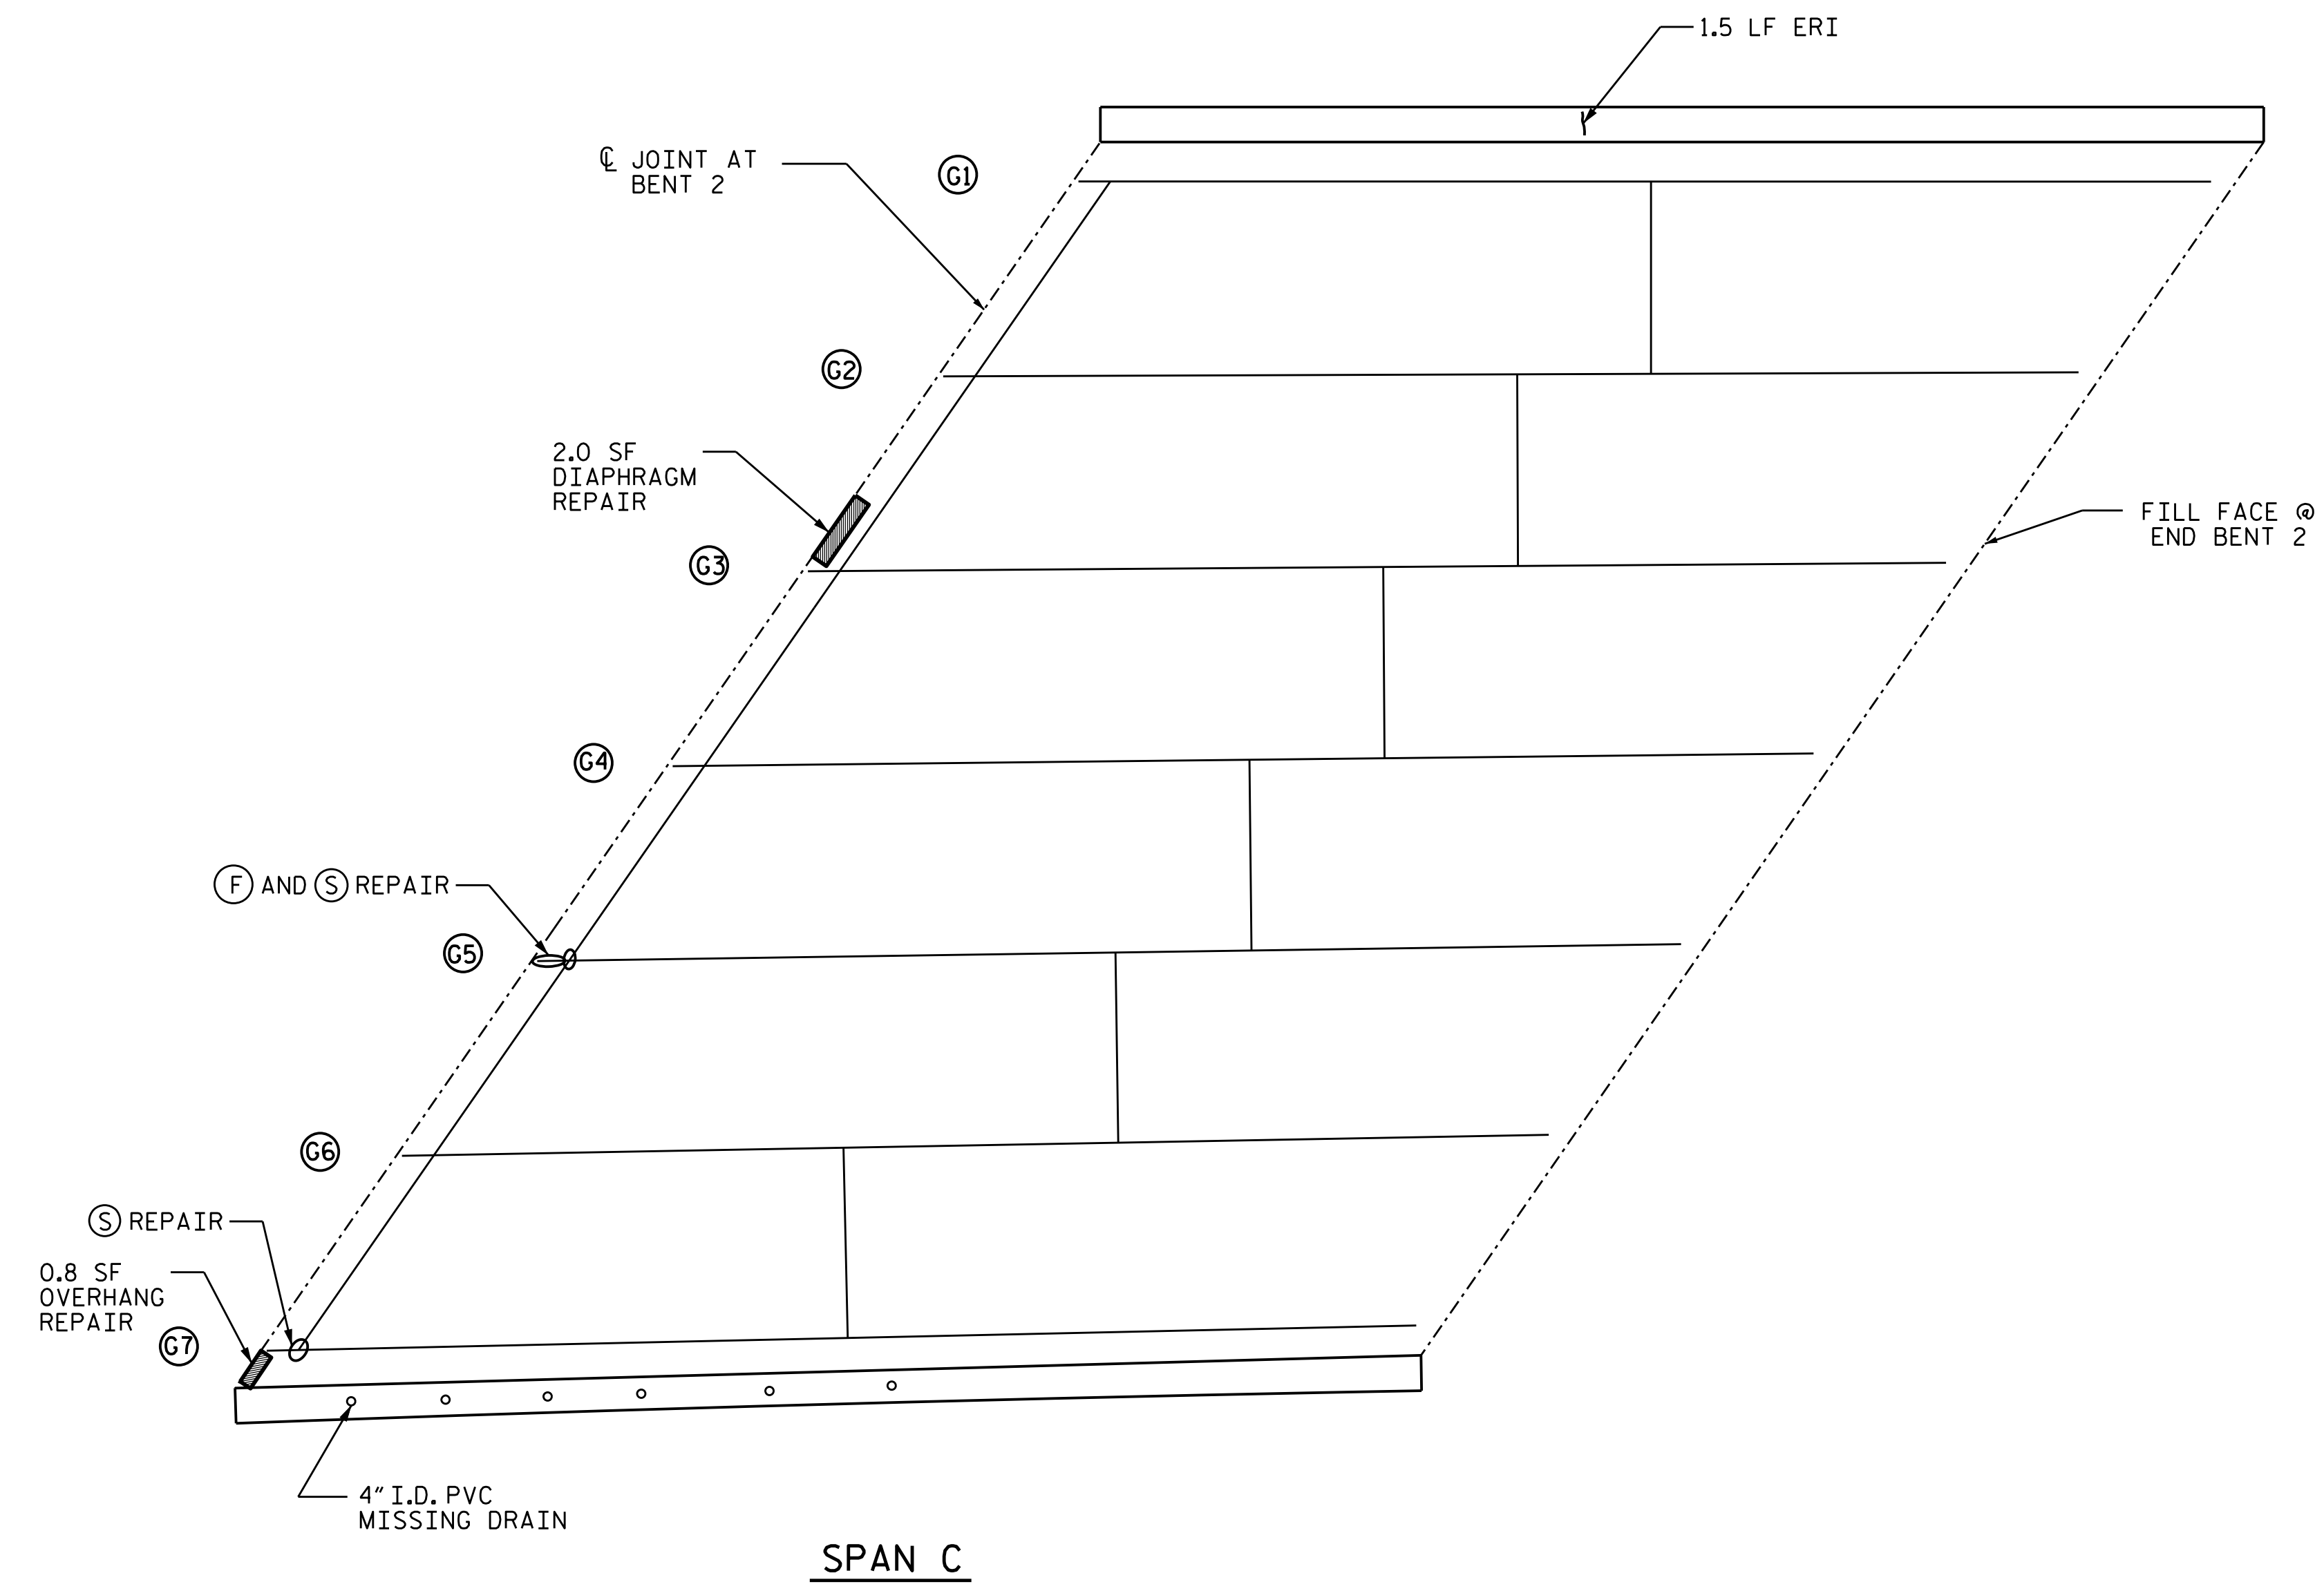 1.5 LF ERI
℄ JOINT AT
BENT 2
G1
G2
2.0 SF
DIAPHRAGM
REPAIR
FILL FACE @
END BENT 2
G3
G4
F AND S REPAIR
G5
G6
S REPAIR
0.8 SF
OVERHANG
REPAIR
G7
4" I.D. PVC
MISSING DRAIN
SPAN C